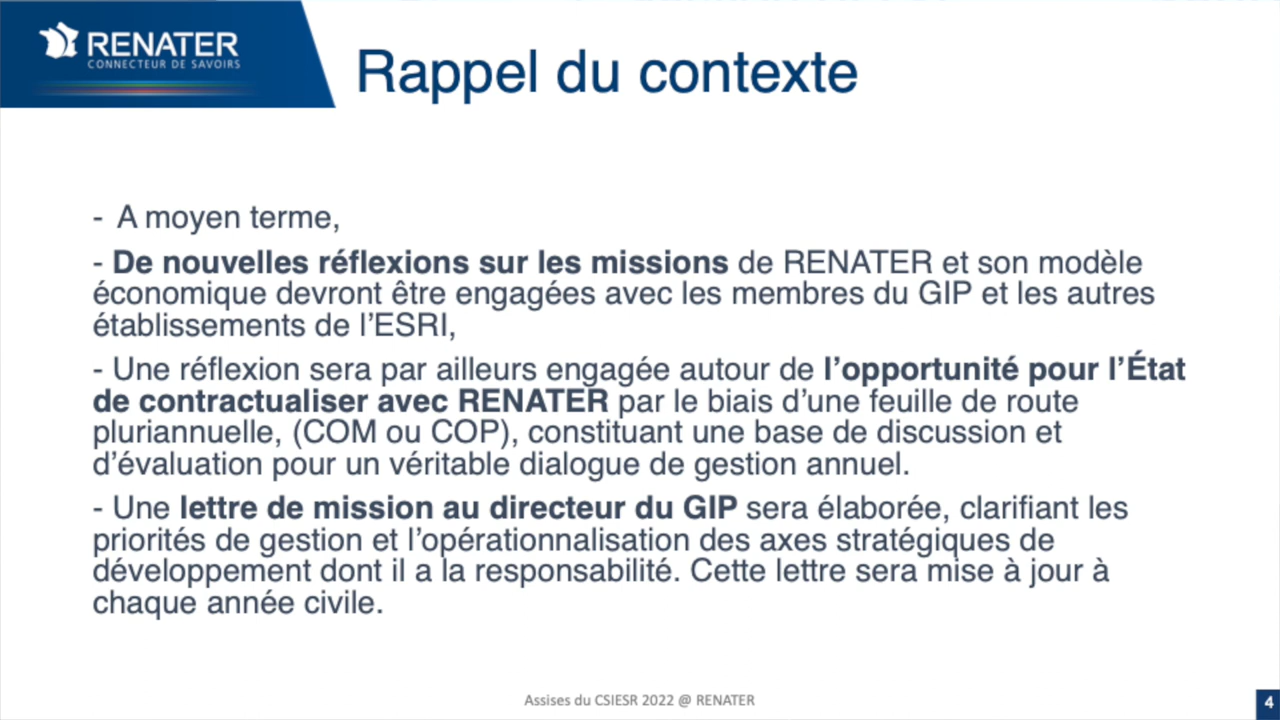 RENATER
CONNECTEUR DE SAVOIRS
Rappel du contexte
- A moyen terme,
- De nouvelles réflexions sur les missions de RENATER et son modèle
économique devront être engagées avec les membres du GIP et les autres
établissements de l’ESRI,
- Une réflexion sera par ailleurs engagée autour de l’opportunité pour l’État
de contractualiser avec RENATER par le biais d’une feuille de route
pluriannuelle, (COM ou COP), constituant une base de discussion et
d’évaluation pour un véritable dialogue de gestion annuel.
- Une lettre de mission au directeur du GIP sera élaborée, clarifiant les
priorités de gestion et l’opérationnalisation des axes stratégiques de
développement dont il a la responsabilité. Cette lettre sera mise à jour à
chaque année civile.
Assises du CSIESR 2022 @ RENATER
4